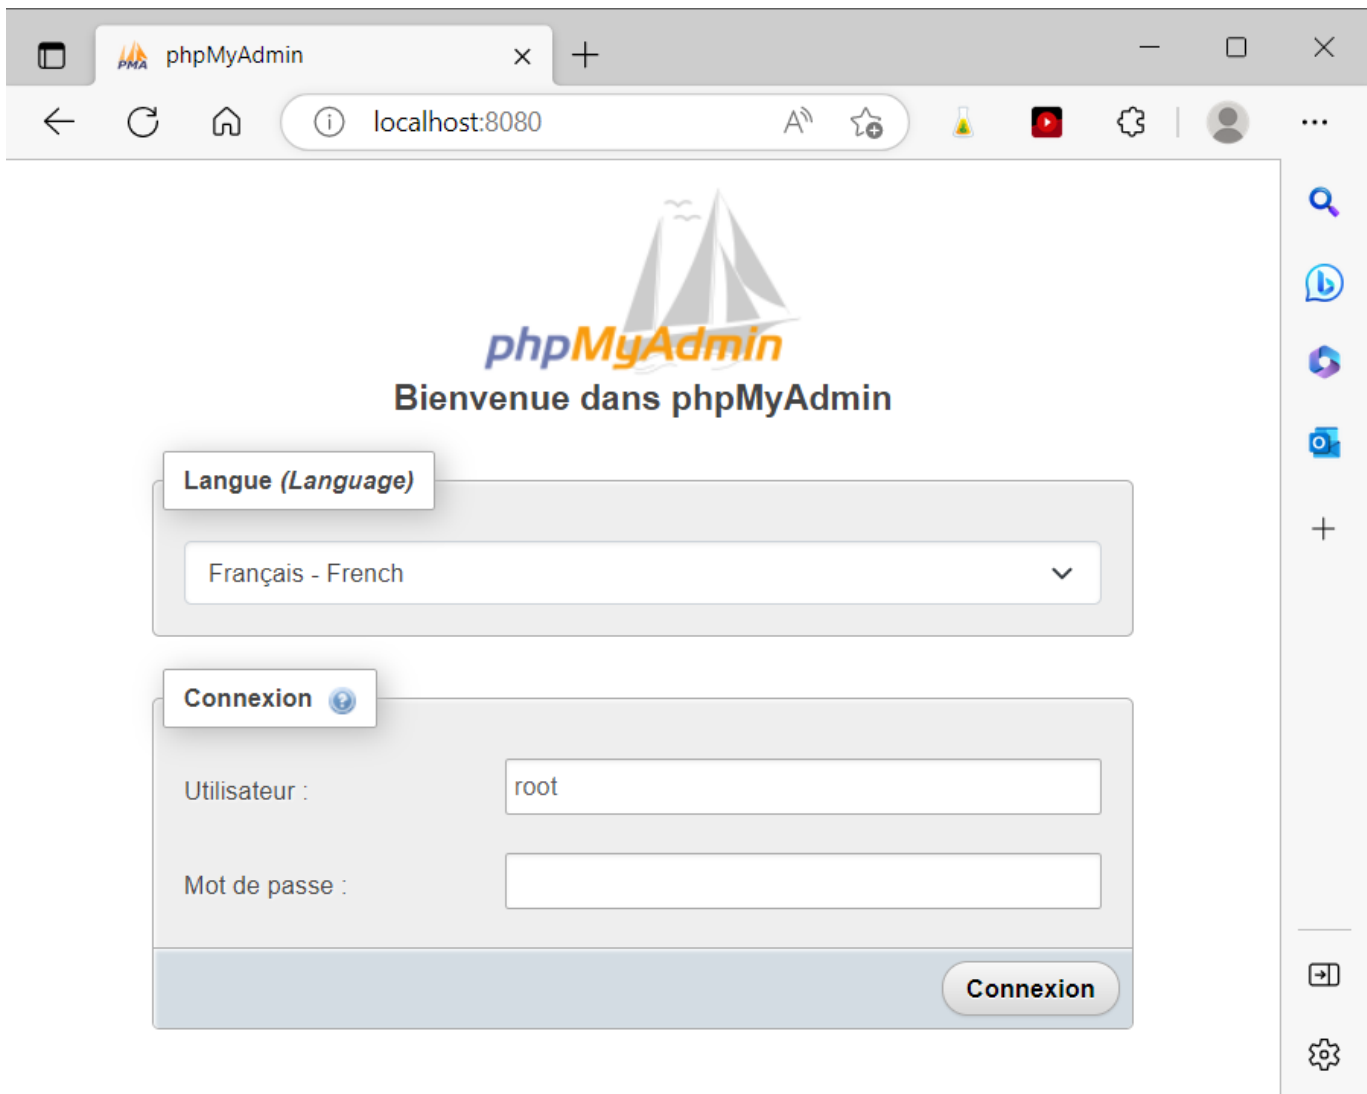 phpMyAdmin
localhost:8080
phpMyAdmin
Bienvenue dans phpMyAdmin
Langue (Language)
Français - French
Connexion
Utilisateur :
root
Mot de passe :
Connexion